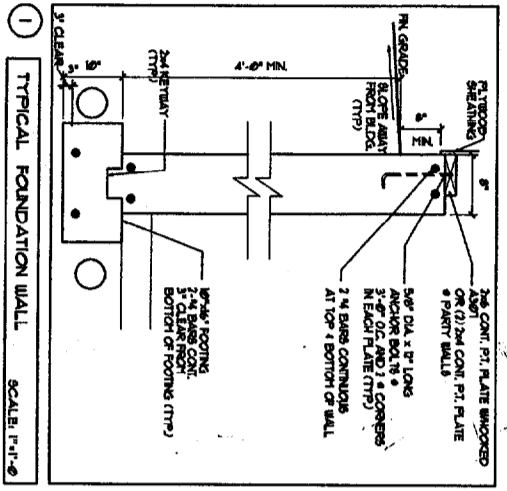 PLYWOOD
SHEATHING
8"
2x6 CONT. P.T. PLATE W/HOOKED
A307
OR (2) 2x4 CONT. P.T. PLATE
@ PARTY WALLS
5/8" DIA. x 12" LONG
ANCHOR BOLTS @
3'-0" O.C. AND 2 @ CORNERS
IN EACH PLATE (TYP.)
2 #4 BARS CONTINUOUS
AT TOP & BOTTOM OF WALL
10"x16" FOOTING
2-#4 BARS CONT.
3" CLEAR FROM
BOTTOM OF FOOTING (TYP.)
8"
MIN.
FIN. GRADE
SLOPE AWAY
FROM BLDG.
(TYP.)
4'-0" MIN.
2x4 KEYWAY
(TYP.)
10"
3"
3" CLEAR
1
TYPICAL FOUNDATION WALL
SCALE: 1"=1'-0